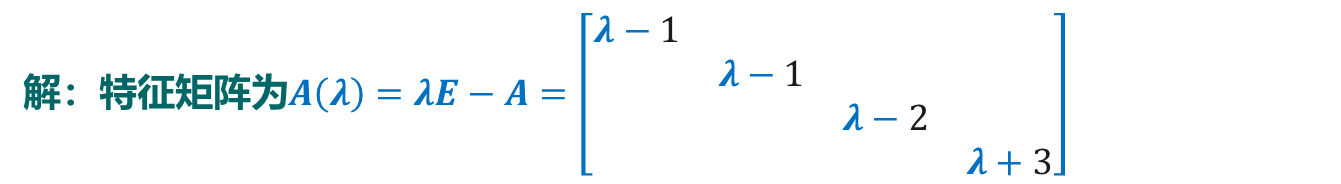 解：特征矩阵为A(λ) = λE − A = [λ − 1
λ − 1
λ − 2
λ + 3]